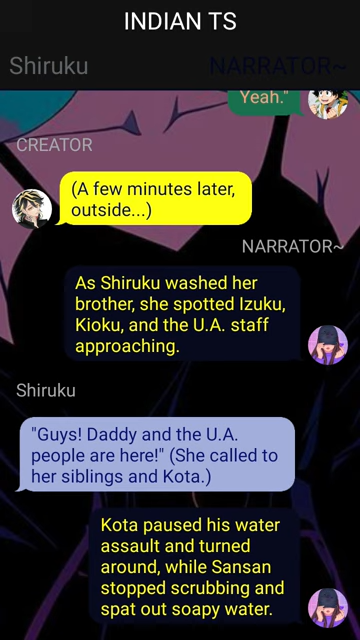 INDIAN TS
Shiruku
NARRATOR~
Yeah."
CREATOR
(A few minutes later,
outside...)
NARRATOR~
As Shiruku washed her
brother, she spotted Izuku,
Kioku, and the U.A. staff
approaching.
Shiruku
"Guys! Daddy and the U.A.
people are here!" (She called to
her siblings and Kota.)
Kota paused his water
assault and turned
around, while Sansan
stopped scrubbing and
spat out soapy water.